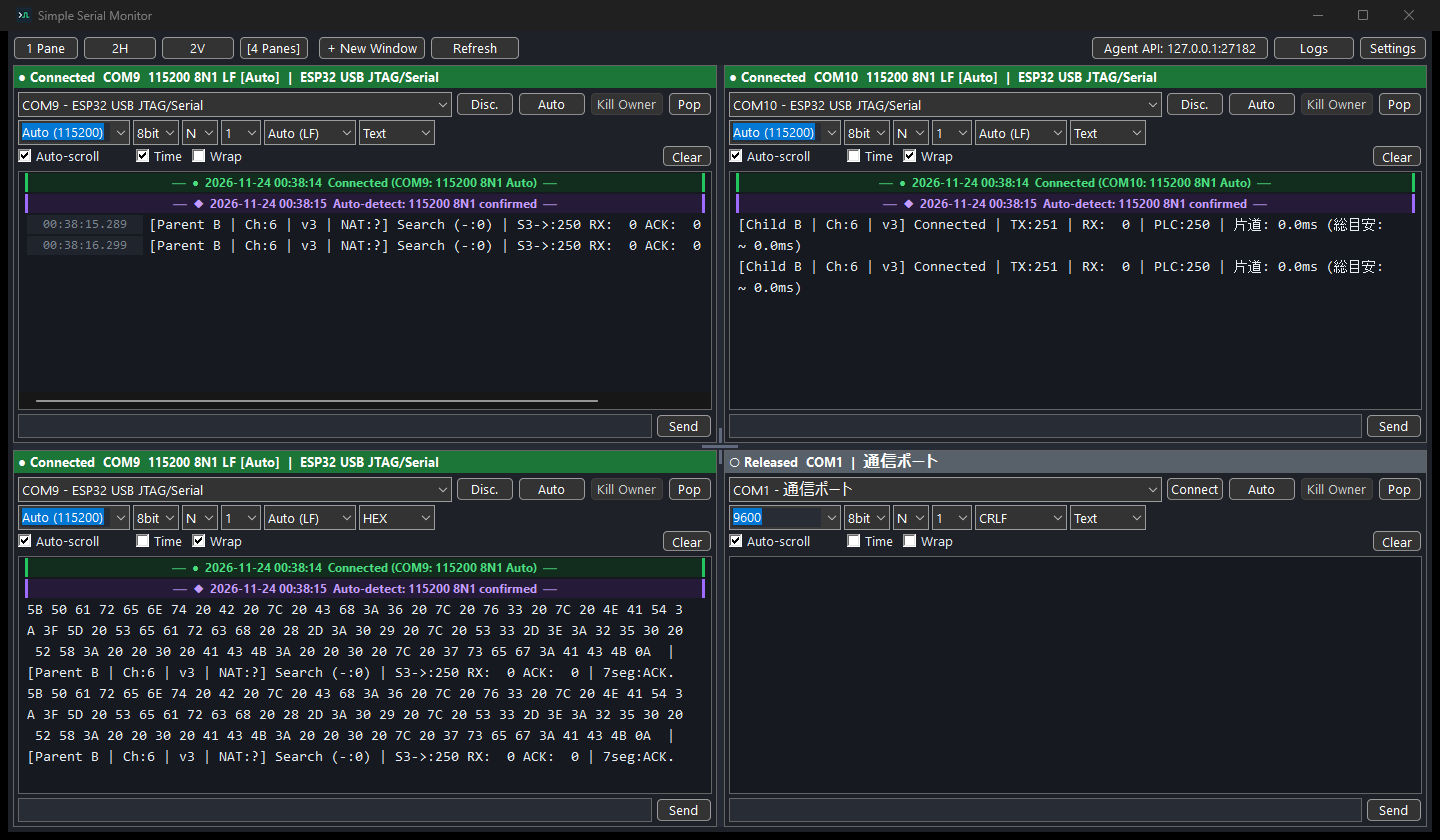 Simple Serial Monitor
1 Pane 2H 2V [4 Panes] + New Window Refresh Agent API: 127.0.0.1:27182 Logs Settings
● Connected COM9 115200 8N1 LF [Auto] | ESP32 USB JTAG/Serial
COM9 - ESP32 USB JTAG/Serial Disc. Auto Kill Owner Pop
Auto (115200) 8bit N 1 Auto (LF) Text
Auto-scroll Time Wrap Clear
— ● 2026-11-24 00:38:14 Connected (COM9: 115200 8N1 Auto) —
— ◆ 2026-11-24 00:38:15 Auto-detect: 115200 8N1 confirmed —
00:38:15.289 [Parent B | Ch:6 | v3 | NAT:?] Search (-:0) | S3->:250 RX:  0 ACK:  0
00:38:16.299 [Parent B | Ch:6 | v3 | NAT:?] Search (-:0) | S3->:250 RX:  0 ACK:  0
Send
● Connected COM10 115200 8N1 LF [Auto] | ESP32 USB JTAG/Serial
COM10 - ESP32 USB JTAG/Serial Disc. Auto Kill Owner Pop
Auto (115200) 8bit N 1 Auto (LF) Text
Auto-scroll Time Wrap Clear
— ● 2026-11-24 00:38:14 Connected (COM10: 115200 8N1 Auto) —
— ◆ 2026-11-24 00:38:15 Auto-detect: 115200 8N1 confirmed —
[Child B | Ch:6 | v3] Connected | TX:251 | RX:  0 | PLC:250 | 片道: 0.0ms (総目安:
~ 0.0ms)
[Child B | Ch:6 | v3] Connected | TX:251 | RX:  0 | PLC:250 | 片道: 0.0ms (総目安:
~ 0.0ms)
Send
● Connected COM9 115200 8N1 LF [Auto] | ESP32 USB JTAG/Serial
COM9 - ESP32 USB JTAG/Serial Disc. Auto Kill Owner Pop
Auto (115200) 8bit N 1 Auto (LF) HEX
Auto-scroll Time Wrap Clear
— ● 2026-11-24 00:38:14 Connected (COM9: 115200 8N1 Auto) —
— ◆ 2026-11-24 00:38:15 Auto-detect: 115200 8N1 confirmed —
5B 50 61 72 65 6E 74 20 42 20 7C 20 43 68 3A 36 20 7C 20 76 33 20 7C 20 4E 41 54 3
A 3F 5D 20 53 65 61 72 63 68 20 28 2D 3A 30 29 20 7C 20 53 33 2D 3E 3A 32 35 30 20
52 58 3A 20 20 30 20 41 43 4B 3A 20 20 30 20 7C 20 37 73 65 67 3A 41 43 4B 0A  |
[Parent B | Ch:6 | v3 | NAT:?] Search (-:0) | S3->:250 RX:  0 ACK:  0 | 7seg:ACK.
5B 50 61 72 65 6E 74 20 42 20 7C 20 43 68 3A 36 20 7C 20 76 33 20 7C 20 4E 41 54 3
A 3F 5D 20 53 65 61 72 63 68 20 28 2D 3A 30 29 20 7C 20 53 33 2D 3E 3A 32 35 30 20
52 58 3A 20 20 30 20 41 43 4B 3A 20 20 30 20 7C 20 37 73 65 67 3A 41 43 4B 0A  |
[Parent B | Ch:6 | v3 | NAT:?] Search (-:0) | S3->:250 RX:  0 ACK:  0 | 7seg:ACK.
Send
○ Released COM1 | 通信ポート
COM1 - 通信ポート Connect Auto Kill Owner Pop
9600 8bit N 1 CRLF Text
Auto-scroll Time Wrap Clear
Send